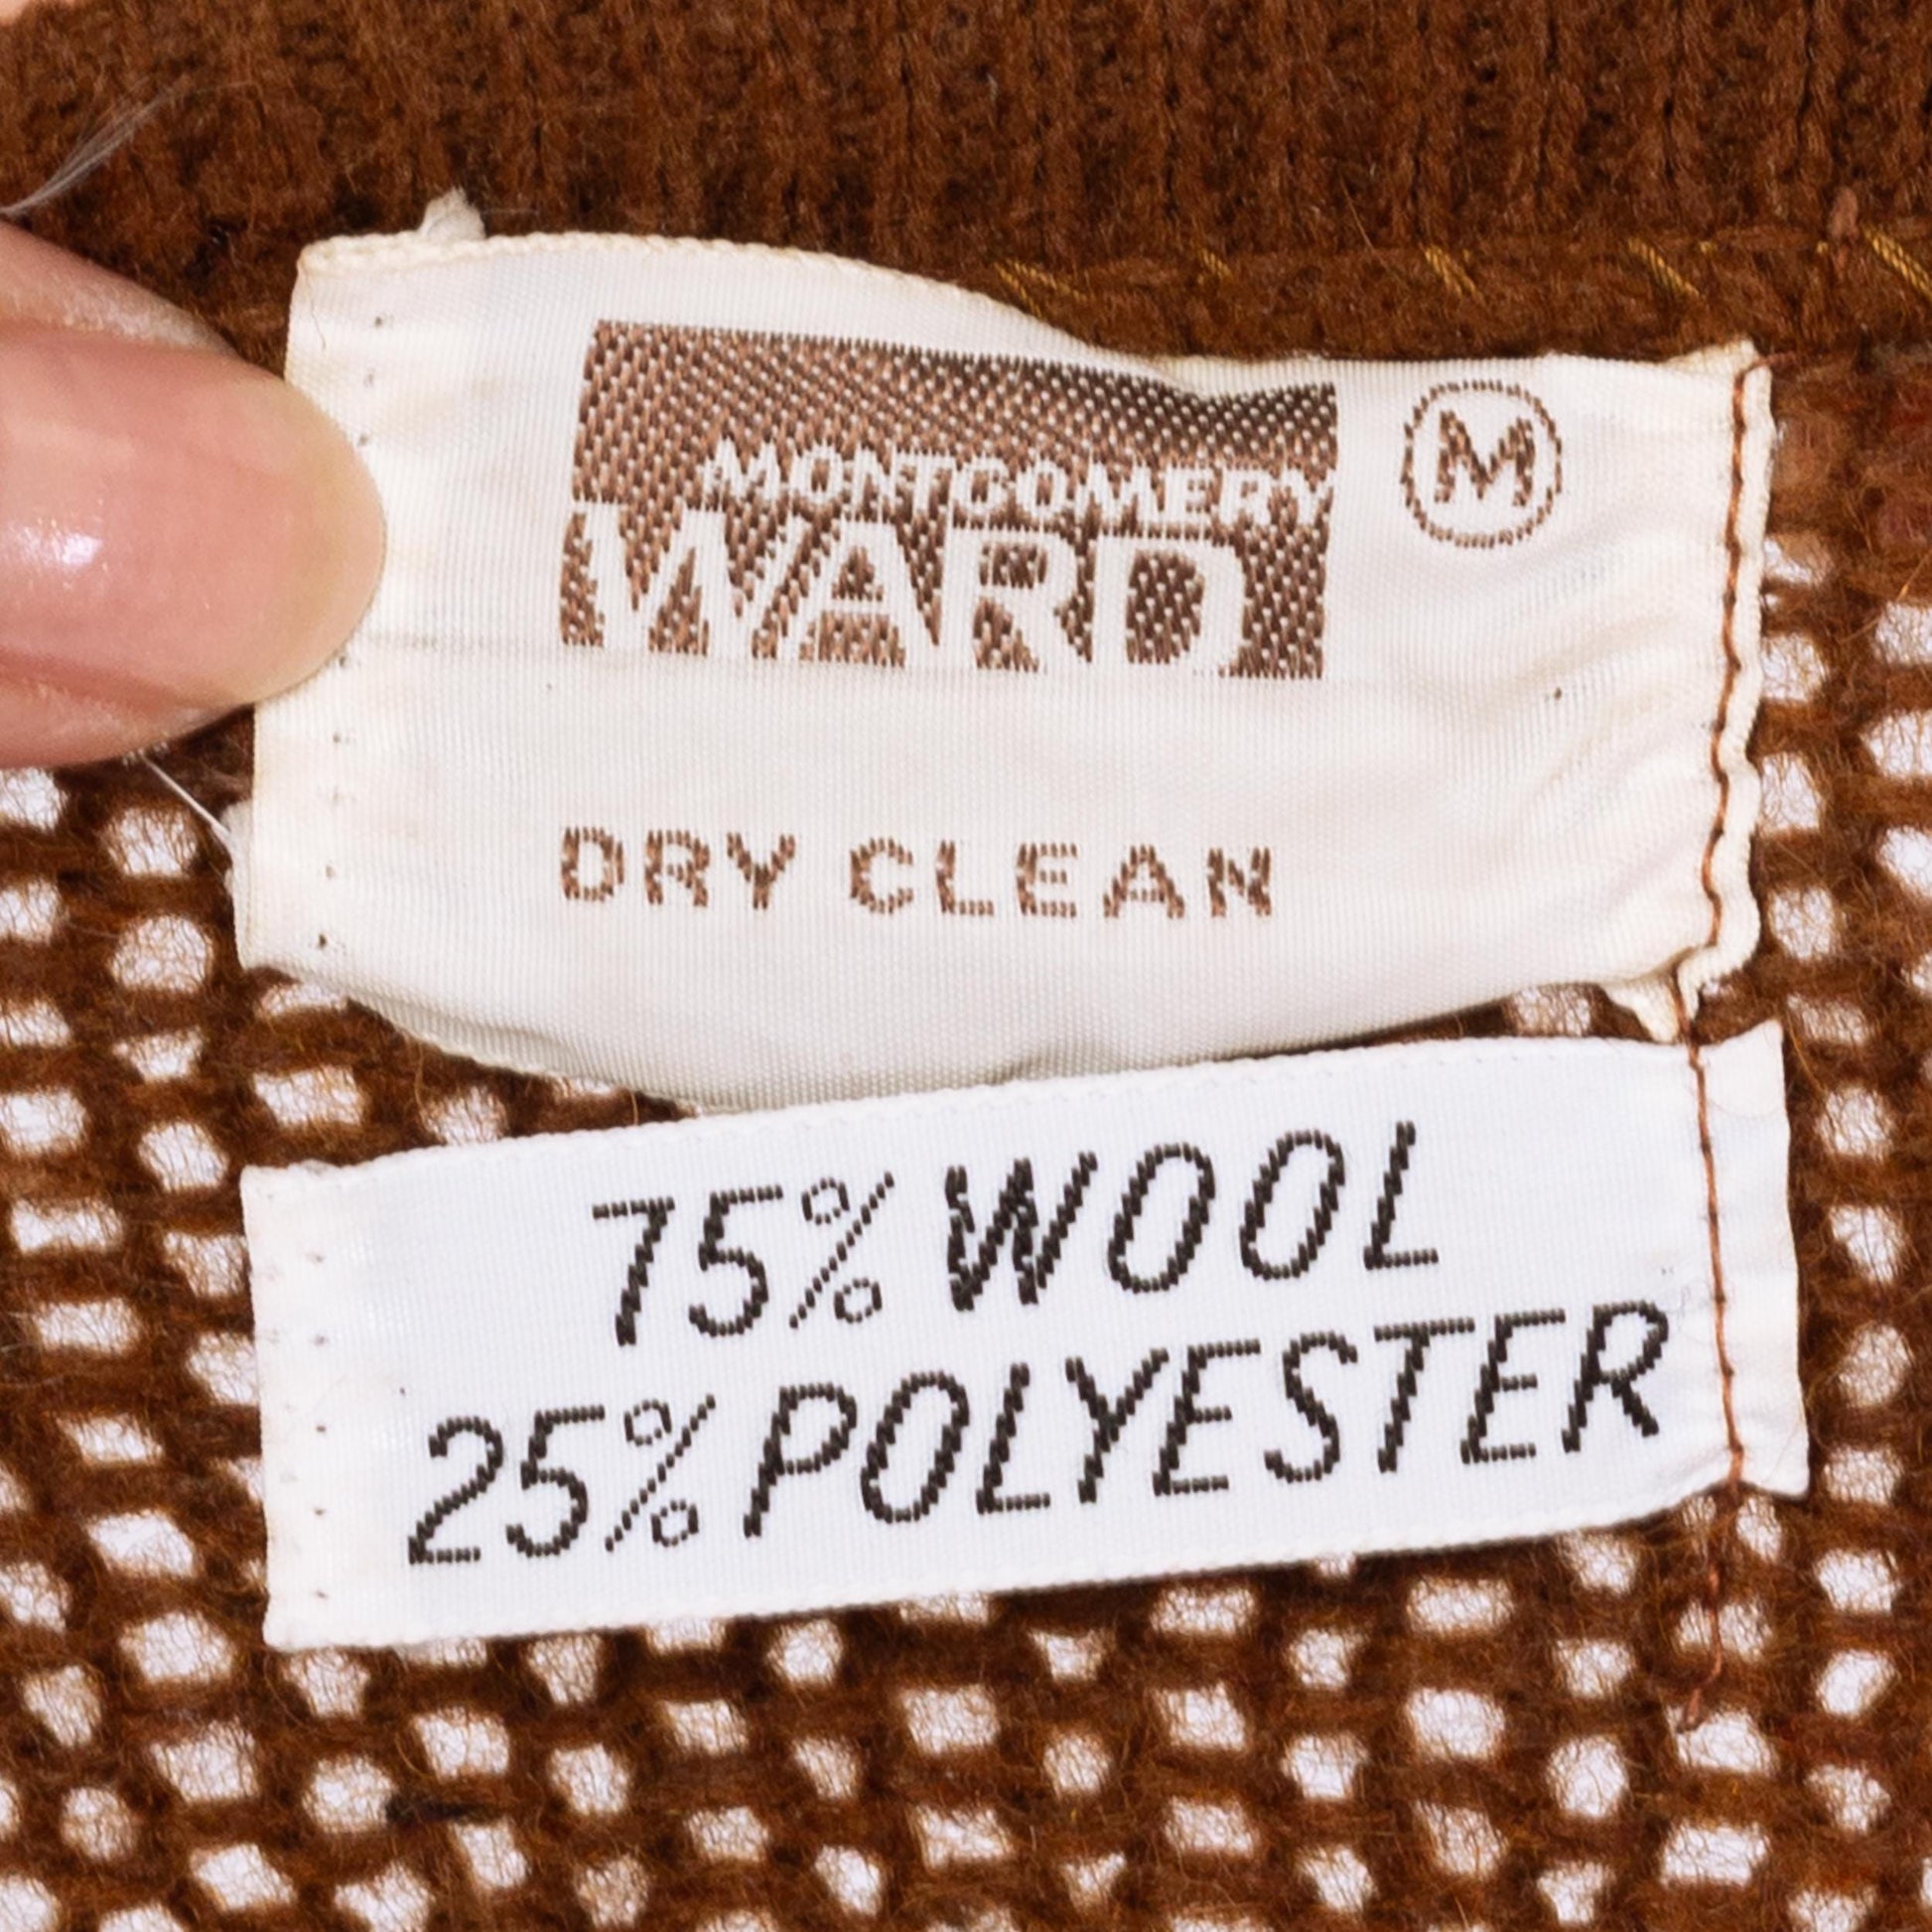 MONTGOMERY
WARD
M
DRY CLEAN
75% WOOL
25% POLYESTER